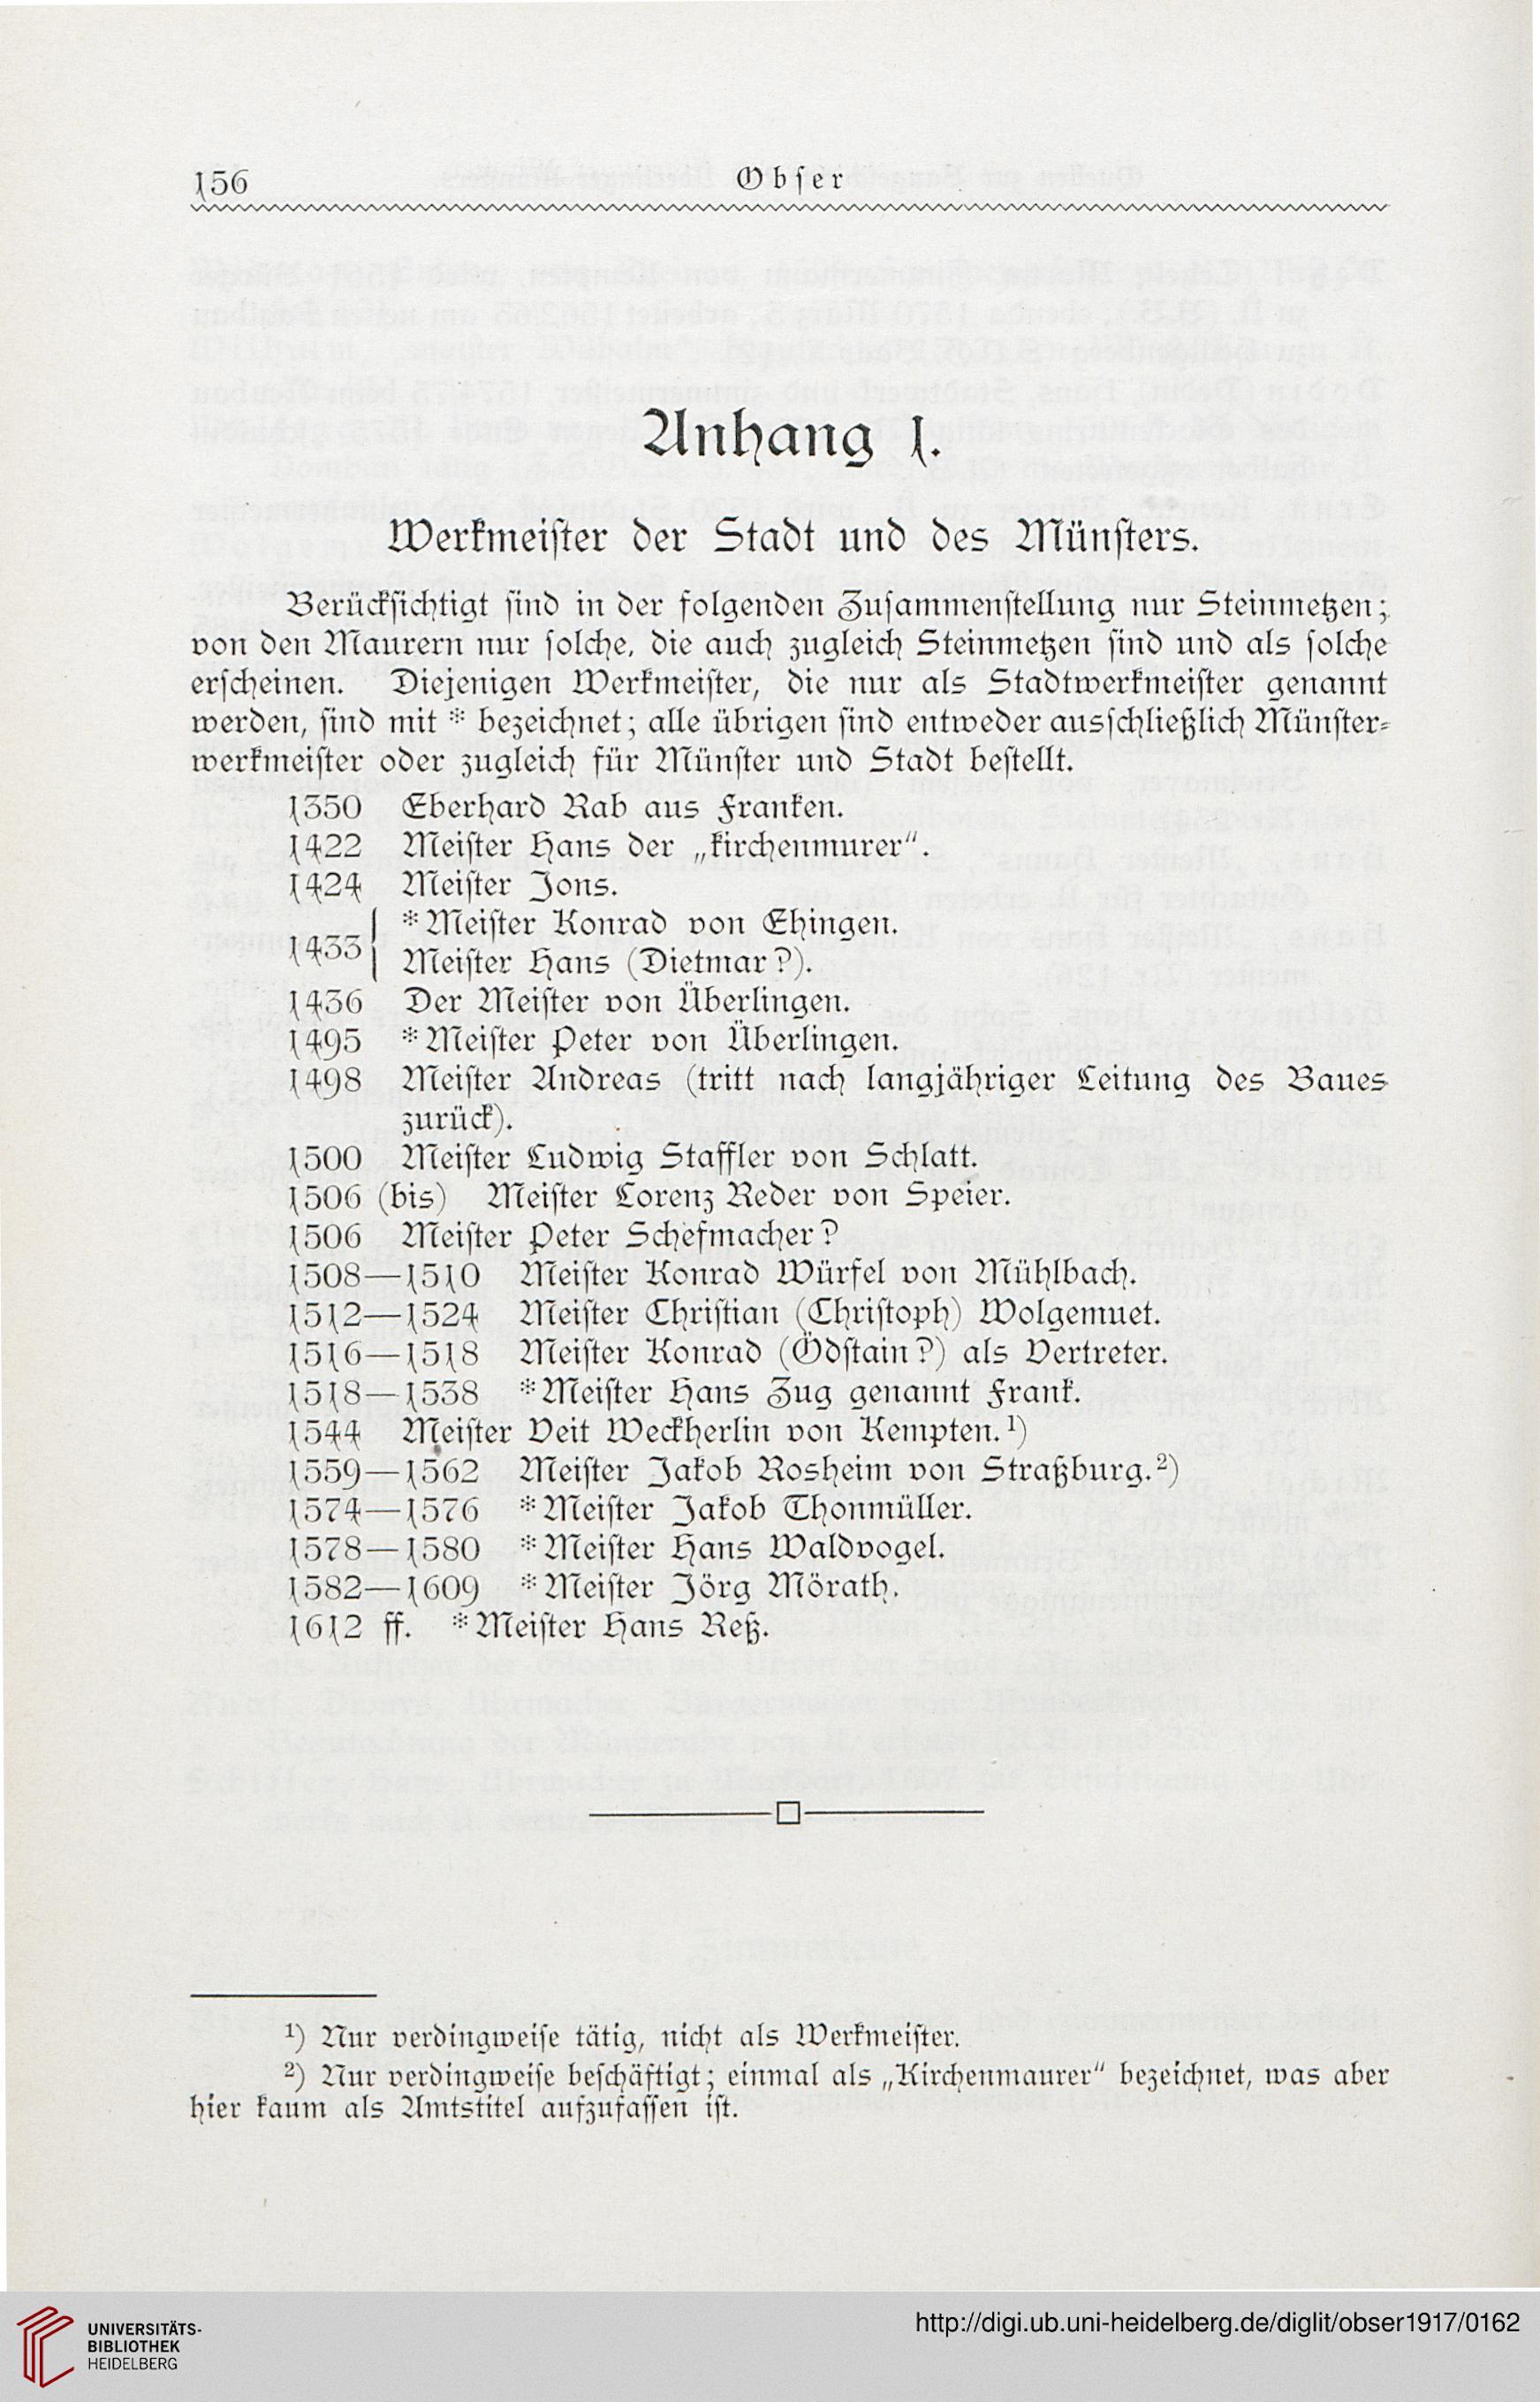 156
Obser
Anhang 1.
Werkmeister der Stadt und des Münsters.
Berücksichtigt sind in der folgenden Zusammenstellung nur Steinmetzen;
von den Maurern nur solche, die auch zugleich Steinmetzen sind und als solche
erscheinen. Diejenigen Werkmeister, die nur als Stadtwerkmeister genannt
werden, sind mit * bezeichnet; alle übrigen sind entweder ausschließlich Münster-
werkmeister oder zugleich für Münster und Stadt bestellt.
1350 Eberhard Rab aus Franken.
1422 Meister Hans der „kirchenmurer“.
1424 Meister Jons.
1433 { *Meister Konrad von Ehingen.
Meister Hans (Dietmar?).
1436 Der Meister von Überlingen.
1495 *Meister Peter von Überlingen.
1498 Meister Andreas (tritt nach langjähriger Leitung des Baues
zurück).
1500 Meister Ludwig Staffler von Schlatt.
1506 (bis) Meister Lorenz Reder von Speier.
1506 Meister Peter Schefmacher?
1508—1510 Meister Konrad Würfel von Mühlbach.
1512—1524 Meister Christian (Christoph) Wolgemuet.
1516—1518 Meister Konrad (Ödstain?) als Vertreter.
1518—1538 *Meister Hans Zug genannt Frank.
1544 Meister Veit Weckherlin von Kempten.¹)
1559—1562 Meister Jakob Rosheim von Straßburg.²)
1574—1576 *Meister Jakob Thonmüller.
1578—1580 *Meister Hans Waldvogel.
1582—1609 *Meister Jörg Mörath.
1612 ff. *Meister Hans Reß.
¹) Nur verdingweise tätig, nicht als Werkmeister.
²) Nur verdingweise beschäftigt; einmal als „Kirchenmaurer“ bezeichnet, was aber
hier kaum als Amtstitel aufzufassen ist.
UNIVERSITÄTS-
BIBLIOTHEK
HEIDELBERG
http://digi.ub.uni-heidelberg.de/diglit/obser1917/0162